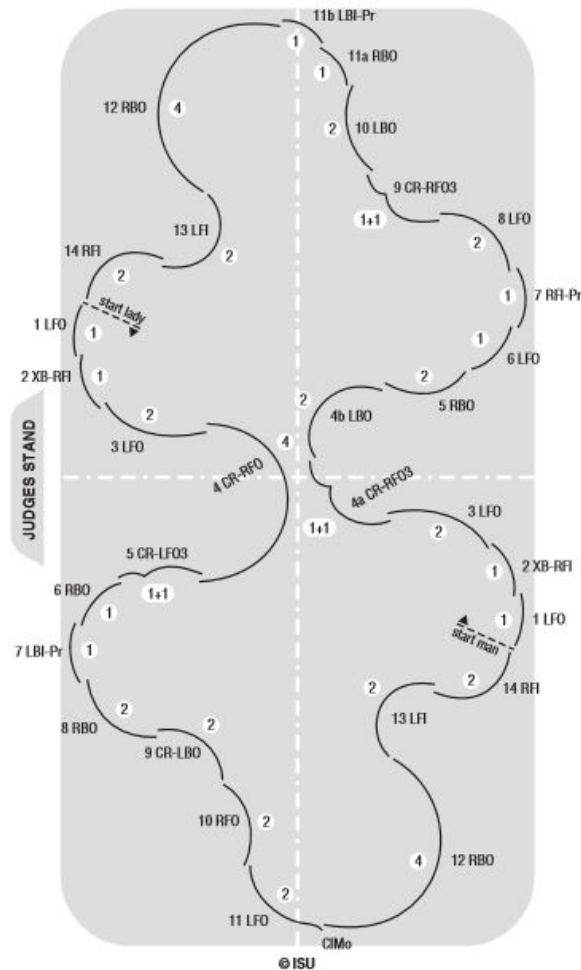 11b LBI-Pr
1
11a RBO
1
12 RBO
4
2
10 LBO
9 CR-RFO3
1+1
8 LFO
13 LFI
2
2
14 RFI
2
7 RFI-Pr
1
start lady
1 LFO
1
1
6 LFO
2 XB-RFI
1
2
5 RBO
2
4b LBO
2
3 LFO
4
JUDGES STAND
4 CR-RFO
4a CR-RFO3
3 LFO
1+1
2
5 CR-LFO3
2 XB-RFI
1
6 RBO
1+1
1
1
1 LFO
start man
7 LBI-Pr
1
2
14 RFI
2
2
2
13 LFI
8 RBO
9 CR-LBO
10 RFO
2
4
12 RBO
2
11 LFO
ClMo
© ISU